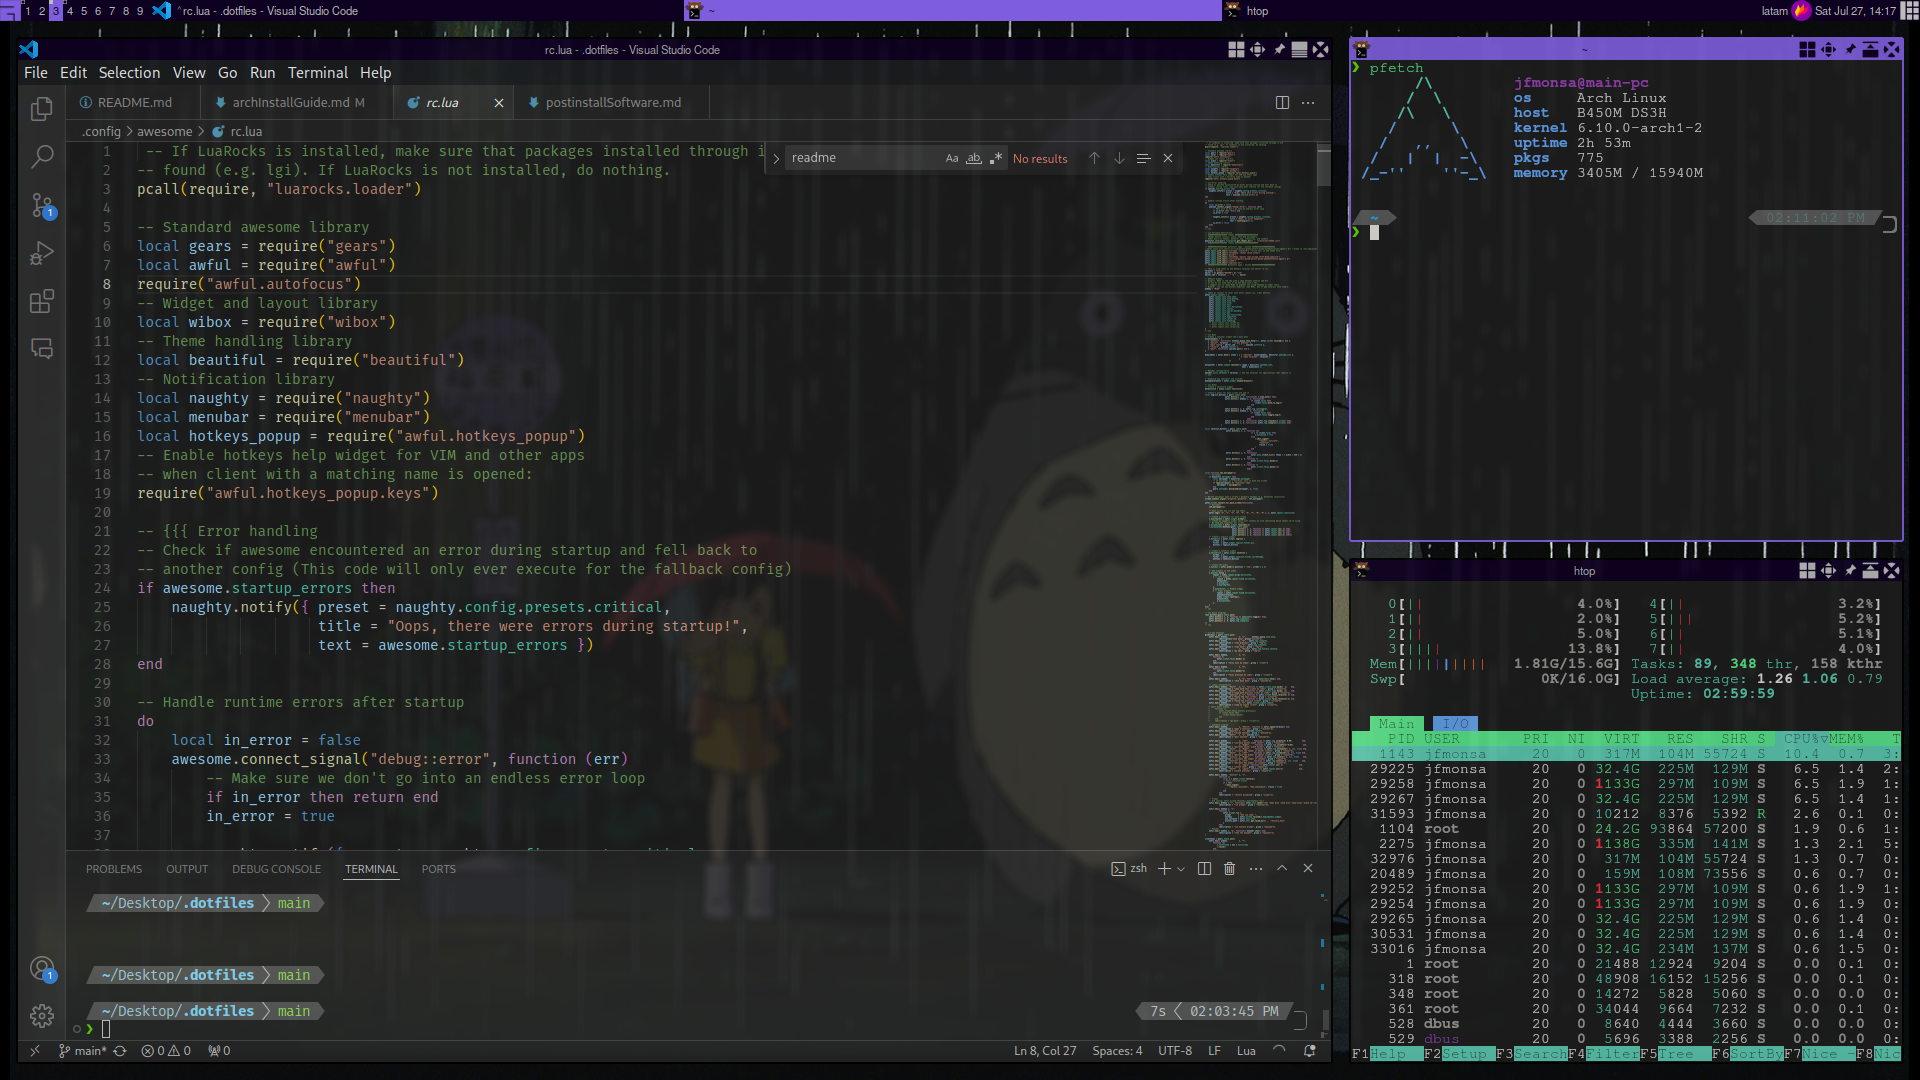 1 2 3 4 5 6 7 8 9 rc.lua - .dotfiles - Visual Studio Code
~
htop
latam Sat Jul 27, 14:17
rc.lua - .dotfiles - Visual Studio Code
File Edit Selection View Go Run Terminal Help
README.md archInstallGuide.md M rc.lua postinstallSoftware.md
.config > awesome > rc.lua
readme Aa ab No results
1 -- If LuaRocks is installed, make sure that packages installed through i
2 -- found (e.g. lgi). If LuaRocks is not installed, do nothing.
3 pcall(require, "luarocks.loader")
4
5 -- Standard awesome library
6 local gears = require("gears")
7 local awful = require("awful")
8 require("awful.autofocus")
9 -- Widget and layout library
10 local wibox = require("wibox")
11 -- Theme handling library
12 local beautiful = require("beautiful")
13 -- Notification library
14 local naughty = require("naughty")
15 local menubar = require("menubar")
16 local hotkeys_popup = require("awful.hotkeys_popup")
17 -- Enable hotkeys help widget for VIM and other apps
18 -- when client with a matching name is opened:
19 require("awful.hotkeys_popup.keys")
20
21 -- {{{ Error handling
22 -- Check if awesome encountered an error during startup and fell back to
23 -- another config (This code will only ever execute for the fallback config)
24 if awesome.startup_errors then
25 naughty.notify({ preset = naughty.config.presets.critical,
26 title = "Oops, there were errors during startup!",
27 text = awesome.startup_errors })
28 end
29
30 -- Handle runtime errors after startup
31 do
32 local in_error = false
33 awesome.connect_signal("debug::error", function (err)
34 -- Make sure we don't go into an endless error loop
35 if in_error then return end
36 in_error = true
37
PROBLEMS OUTPUT DEBUG CONSOLE TERMINAL PORTS zsh
~/Desktop/.dotfiles main
~/Desktop/.dotfiles main
~/Desktop/.dotfiles main 7s 02:03:45 PM
❯
main* 0 0 0 Ln 8, Col 27 Spaces: 4 UTF-8 LF Lua
~
❯ pfetch
jfmonsa@main-pc
os Arch Linux
host B450M DS3H
kernel 6.10.0-arch1-2
uptime 2h 53m
pkgs 775
memory 3405M / 15940M
~ 02:11:02 PM
❯
htop
0[|| 4.0%] 4[|| 3.2%]
1[|| 2.0%] 5[||| 5.2%]
2[|| 5.0%] 6[|| 5.1%]
3[|||| 13.8%] 7[|| 4.0%]
Mem[||||||||| 1.81G/15.6G] Tasks: 89, 348 thr, 158 kthr
Swp[ 0K/16.0G] Load average: 1.26 1.06 0.79
Uptime: 02:59:59
Main I/O
PID USER PRI NI VIRT RES SHR S CPU%▽MEM% T
1143 jfmonsa 20 0 317M 104M 55724 S 10.4 0.7 3:
29225 jfmonsa 20 0 32.4G 225M 129M S 6.5 1.4 2:
29258 jfmonsa 20 0 1133G 297M 109M S 6.5 1.9 1:
29267 jfmonsa 20 0 32.4G 225M 129M S 6.5 1.4 1:
31593 jfmonsa 20 0 10212 8376 5392 R 2.6 0.1 0:
1104 root 20 0 24.2G 93864 57200 S 1.9 0.6 1:
2275 jfmonsa 20 0 1138G 335M 141M S 1.3 2.1 5:
32976 jfmonsa 20 0 317M 104M 55724 S 1.3 0.7 0:
20489 jfmonsa 20 0 159M 108M 73556 S 0.6 0.7 0:
29252 jfmonsa 20 0 1133G 297M 109M S 0.6 1.9 1:
29254 jfmonsa 20 0 1133G 297M 109M S 0.6 1.9 0:
29265 jfmonsa 20 0 32.4G 225M 129M S 0.6 1.4 0:
30531 jfmonsa 20 0 32.4G 225M 129M S 0.6 1.4 0:
33016 jfmonsa 20 0 32.4G 234M 137M S 0.6 1.5 0:
1 root 20 0 21488 12924 9204 S 0.0 0.1 0:
318 root 20 0 48908 16152 15256 S 0.0 0.1 0:
348 root 20 0 14272 5828 5060 S 0.0 0.0 0:
361 root 20 0 34044 9664 7232 S 0.0 0.1 0:
528 dbus 20 0 8640 4444 3660 S 0.0 0.0 0:
529 dbus 20 0 5696 3388 2256 S 0.0 0.0 0:
F1Help F2Setup F3SearchF4FilterF5Tree F6SortByF7Nice -F8Nic